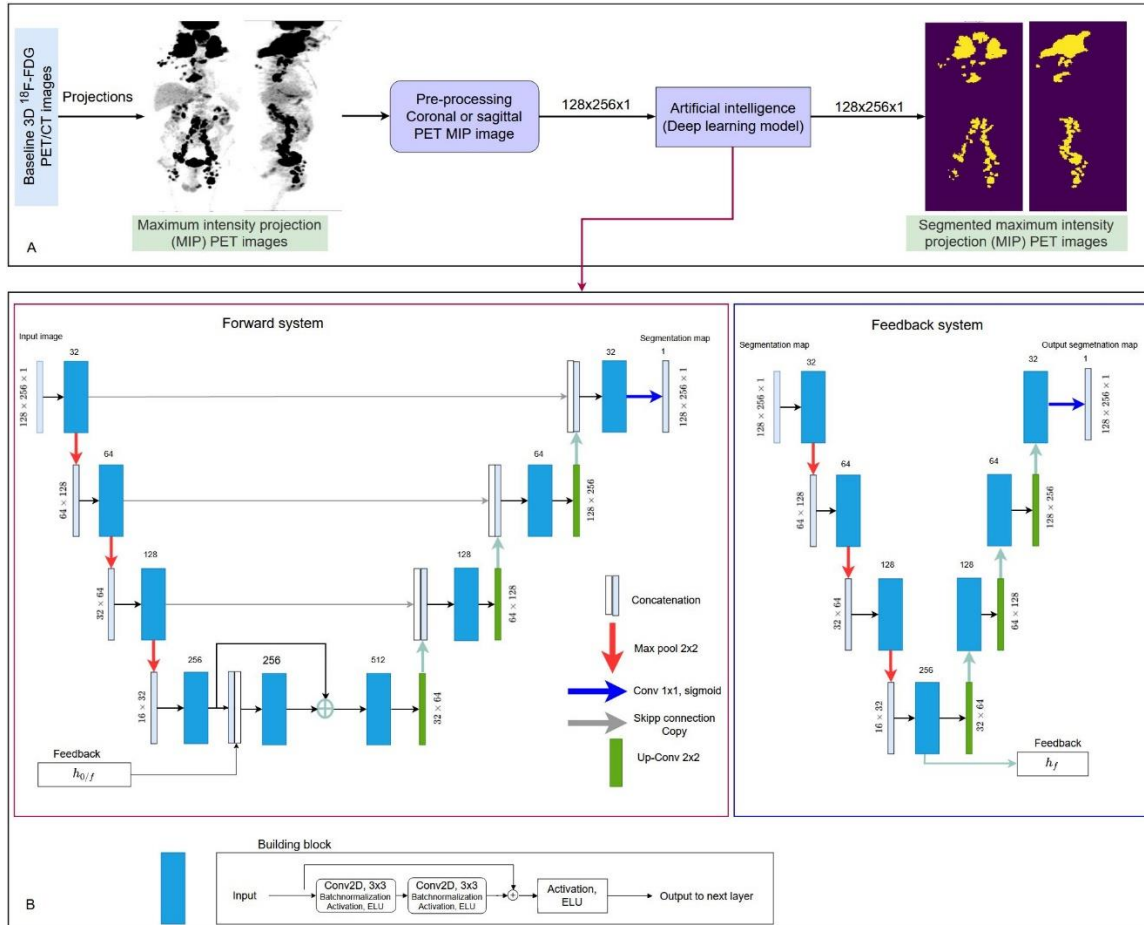 Baseline 3D ¹⁸F-FDG
PET/CT images
Projections
Maximum intensity projection
(MIP) PET images
Pre-processing
Coronal or sagittal
PET MIP image
128x256x1
Artificial intelligence
(Deep learning model)
128x256x1
Segmented maximum intensity
projection (MIP) PET images
A
Forward system
Input image
Segmentation map
32
32
1
128 × 256 × 1
128 × 256 × 1
64
64
64 × 128
128 × 256
128
128
32 × 64
64 × 128
256
256
512
16 × 32
32 × 64
Feedback
h0/f
Concatenation
Max pool 2x2
Conv 1x1, sigmoid
Skipp connection
Copy
Up-Conv 2x2
Feedback system
Segmentation map
Output segmetnation map
32
32
1
128 × 256 × 1
128 × 256 × 1
64
64
64 × 128
128 × 256
128
128
32 × 64
64 × 128
256
16 × 32
32 × 64
Feedback
hf
Building block
Input
Conv2D, 3x3
Batchnormalization
Activation, ELU
Conv2D, 3x3
Batchnormalization
Activation, ELU
+
Activation,
ELU
Output to next layer
B